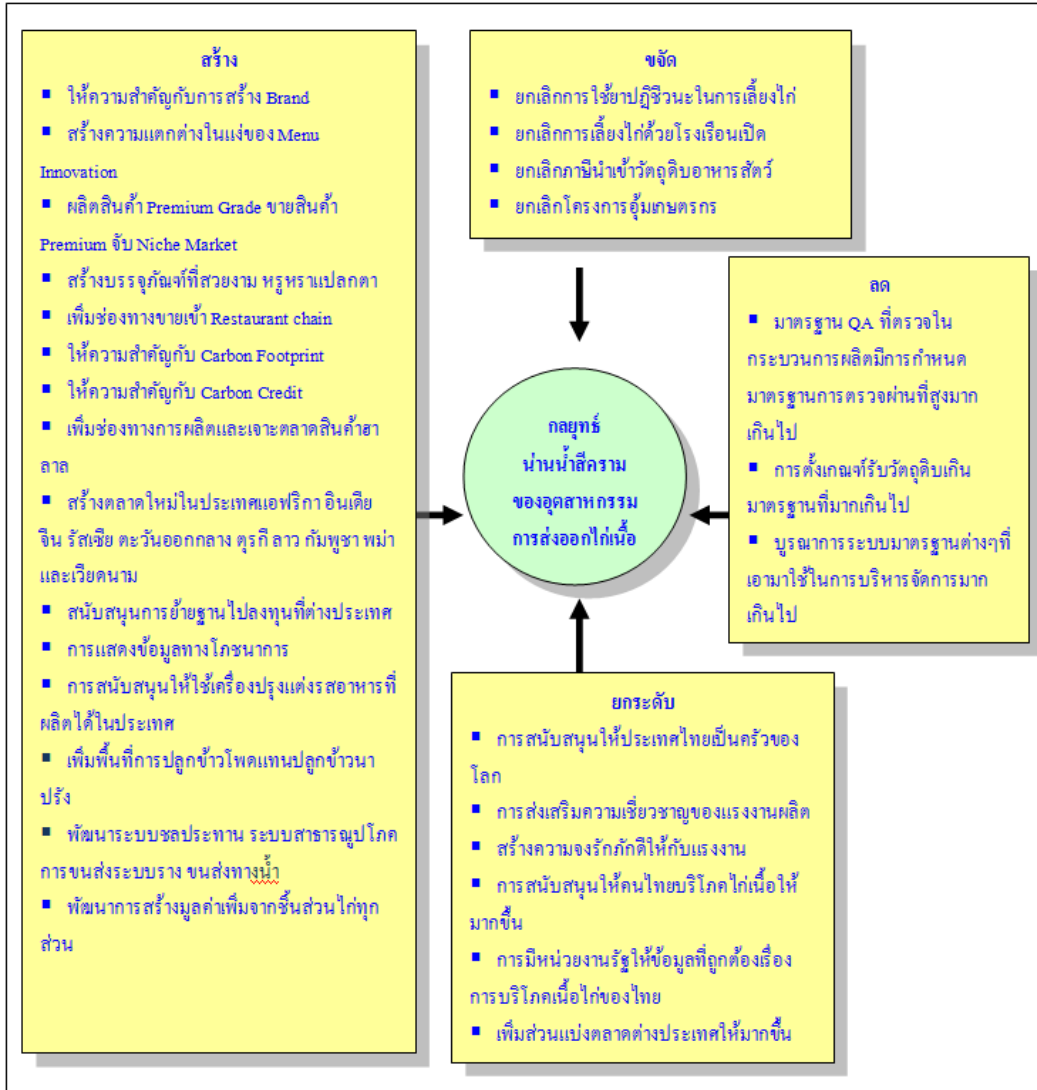 สร้าง
▪ ให้ความสำคัญกับการสร้าง Brand
▪ สร้างความแตกต่างในแง่ของ Menu
Innovation
▪ ผลิตสินค้า Premium Grade ขายสินค้า
Premium จับ Niche Market
▪ สร้างบรรจุภัณฑ์ที่สวยงาม หรูหราแปลกตา
▪ เพิ่มช่องทางขายเข้า Restaurant chain
▪ ให้ความสำคัญกับ Carbon Footprint
▪ ให้ความสำคัญกับ Carbon Credit
▪ เพิ่มช่องทางการผลิตและเจาะตลาดสินค้าฮา
ลาล
▪ สร้างตลาดใหม่ในประเทศแอฟริกา อินเดีย
จีน รัสเซีย ตะวันออกกลาง ตุรกี ลาว กัมพูชา พม่า
และเวียดนาม
▪ สนับสนุนการย้ายฐานไปลงทุนที่ต่างประเทศ
▪ การแสดงข้อมูลทางโภชนาการ
▪ การสนับสนุนให้ใช้เครื่องปรุงแต่งรสอาหารที่
ผลิตได้ในประเทศ
▪ เพิ่มพื้นที่การปลูกข้าวโพดแทนปลูกข้าวนา
ปรัง
▪ พัฒนาระบบชลประทาน ระบบสาธารณูปโภค
การขนส่งระบบราง ขนส่งทางน้ำ
▪ พัฒนาการสร้างมูลค่าเพิ่มจากชิ้นส่วนไก่ทุก
ส่วน
ขจัด
▪ ยกเลิกการใช้ยาปฏิชีวนะในการเลี้ยงไก่
▪ ยกเลิกการเลี้ยงไก่ด้วยโรงเรือนเปิด
▪ ยกเลิกภาษีนำเข้าวัตถุดิบอาหารสัตว์
▪ ยกเลิกโครงการอุ้มเกษตรกร
ลด
▪ มาตรฐาน QA ที่ตรวจใน
กระบวนการผลิตมีการกำหนด
มาตรฐานการตรวจผ่านที่สูงมาก
เกินไป
▪ การตั้งเกณฑ์รับวัตถุดิบเกิน
มาตรฐานที่มากเกินไป
▪ บูรณาการระบบมาตรฐานต่างๆที่
เอามาใช้ในการบริหารจัดการมาก
เกินไป
กลยุทธ์
น่านน้ำสีคราม
ของอุตสาหกรรม
การส่งออกไก่เนื้อ
ยกระดับ
▪ การสนับสนุนให้ประเทศไทยเป็นครัวของ
โลก
▪ การส่งเสริมความเชี่ยวชาญของแรงงานผลิต
▪ สร้างความจงรักภักดีให้กับแรงงาน
▪ การสนับสนุนให้คนไทยบริโภคไก่เนื้อให้
มากขึ้น
▪ การมีหน่วยงานรัฐให้ข้อมูลที่ถูกต้องเรื่อง
การบริโภคเนื้อไก่ของไทย
▪ เพิ่มส่วนแบ่งตลาดต่างประเทศให้มากขึ้น